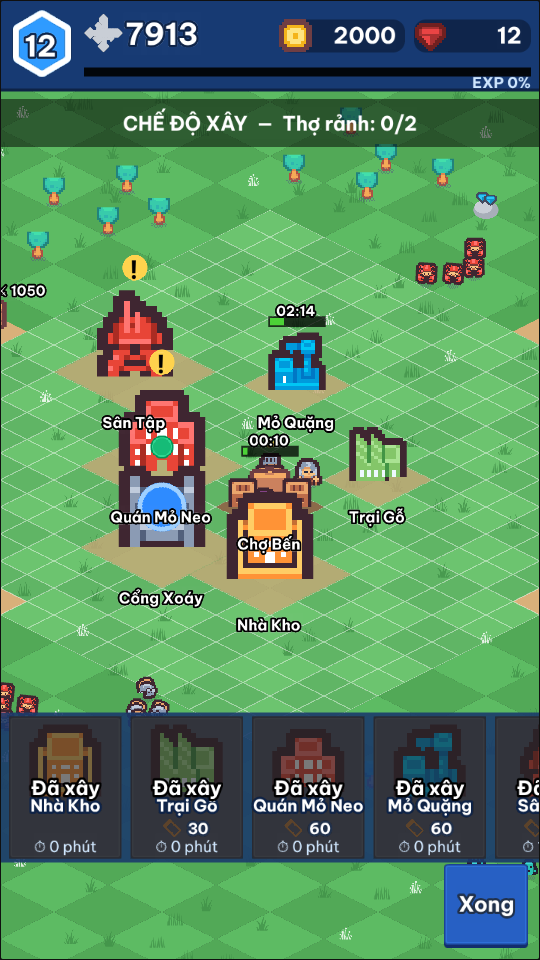 12
7913
2000
12
EXP 0%
CHẾ ĐỘ XÂY — Thợ rảnh: 0/2
1050
02:14
Sân Tập
Mỏ Quặng
00:10
Quán Mỏ Neo
Trại Gỗ
Chợ Bến
Cổng Xoáy
Nhà Kho
Đã xây
Nhà Kho
0 phút
Đã xây
Trại Gỗ
30
0 phút
Đã xây
Quán Mỏ Neo
60
0 phút
Đã xây
Mỏ Quặng
60
0 phút
Xong